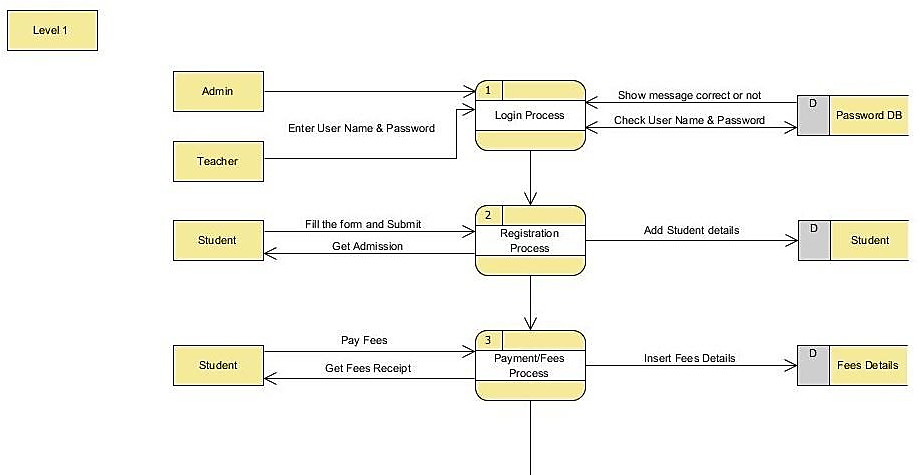 Level 1
Admin
1
Login Process
Show message correct or not
D
Password DB
Check User Name & Password
Enter User Name & Password
Teacher
2
Student
Fill the form and Submit
Get Admission
Registration
Process
Add Student details
D
Student
3
Student
Pay Fees
Get Fees Receipt
Payment/Fees
Process
Insert Fees Details
D
Fees Details